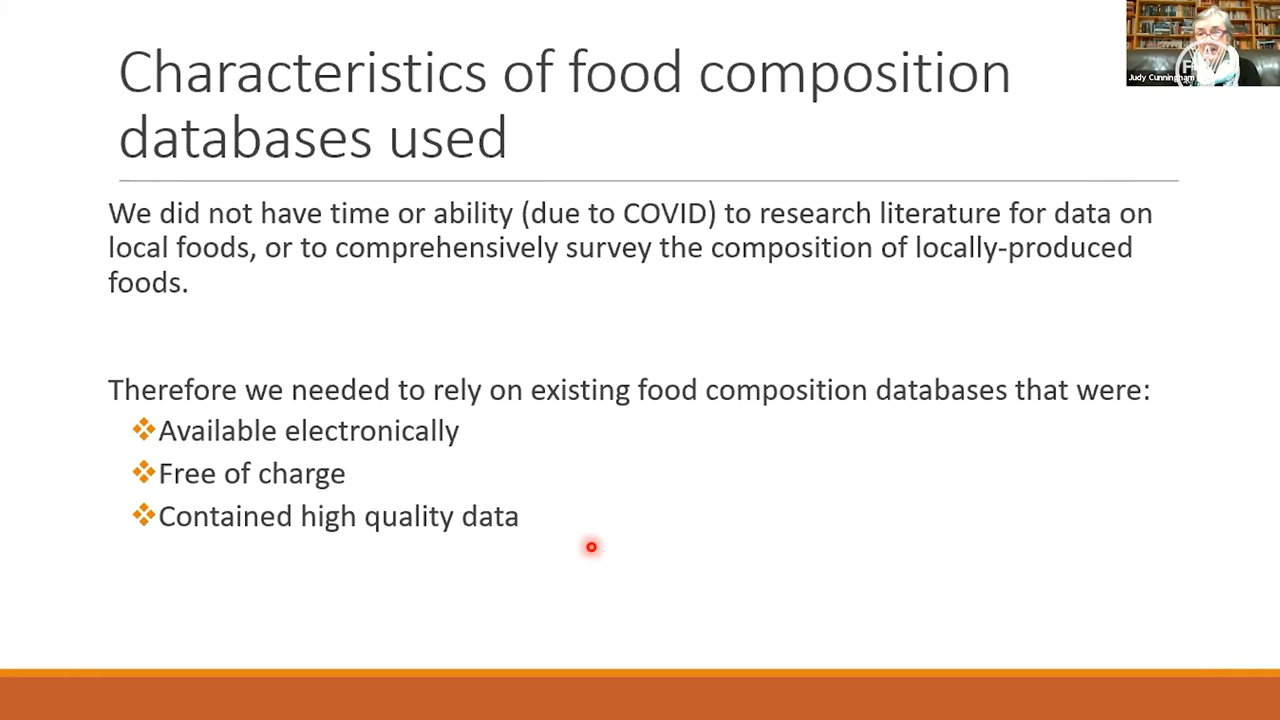 Characteristics of food composition
databases used
Judy Cunningham
We did not have time or ability (due to COVID) to research literature for data on
local foods, or to comprehensively survey the composition of locally-produced
foods.
Therefore we needed to rely on existing food composition databases that were:
Available electronically
Free of charge
Contained high quality data